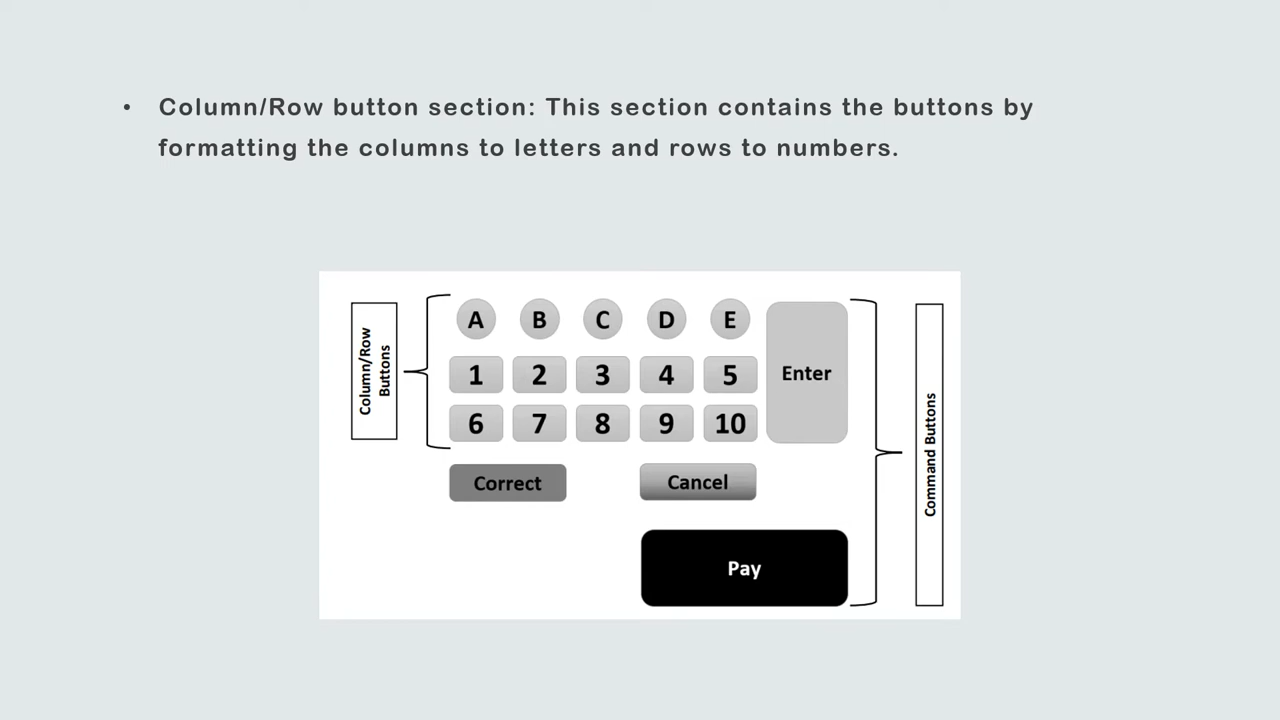 • Column/Row button section: This section contains the buttons by
formatting the columns to letters and rows to numbers.
Column/Row
Buttons
A B C D E
1 2 3 4 5
6 7 8 9 10
Enter
Correct Cancel
Pay
Command Buttons